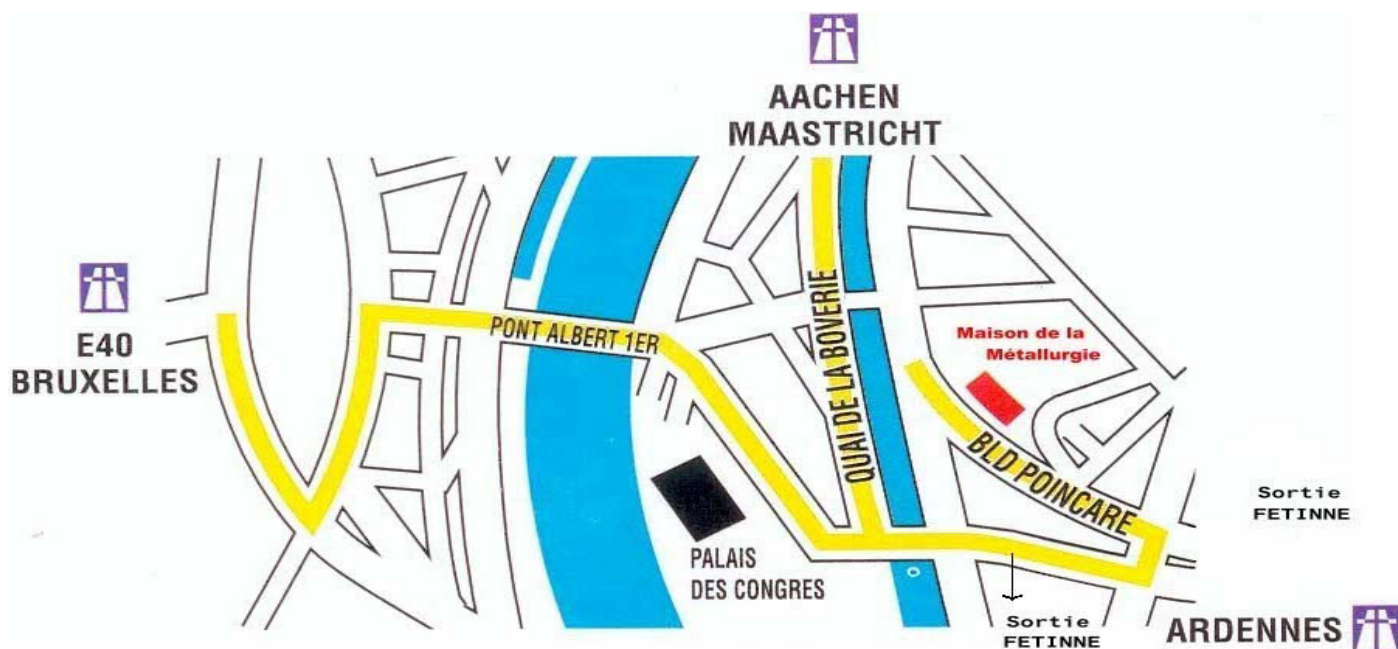 AACHEN
MAASTRICHT
E40
BRUXELLES
PONT ALBERT 1ER
QUAI DE LA BOVERIE
Maison de la
Métallurgie
BLD POINCARE
PALAIS
DES CONGRES
Sortie
FETINNE
Sortie
FETINNE
ARDENNES